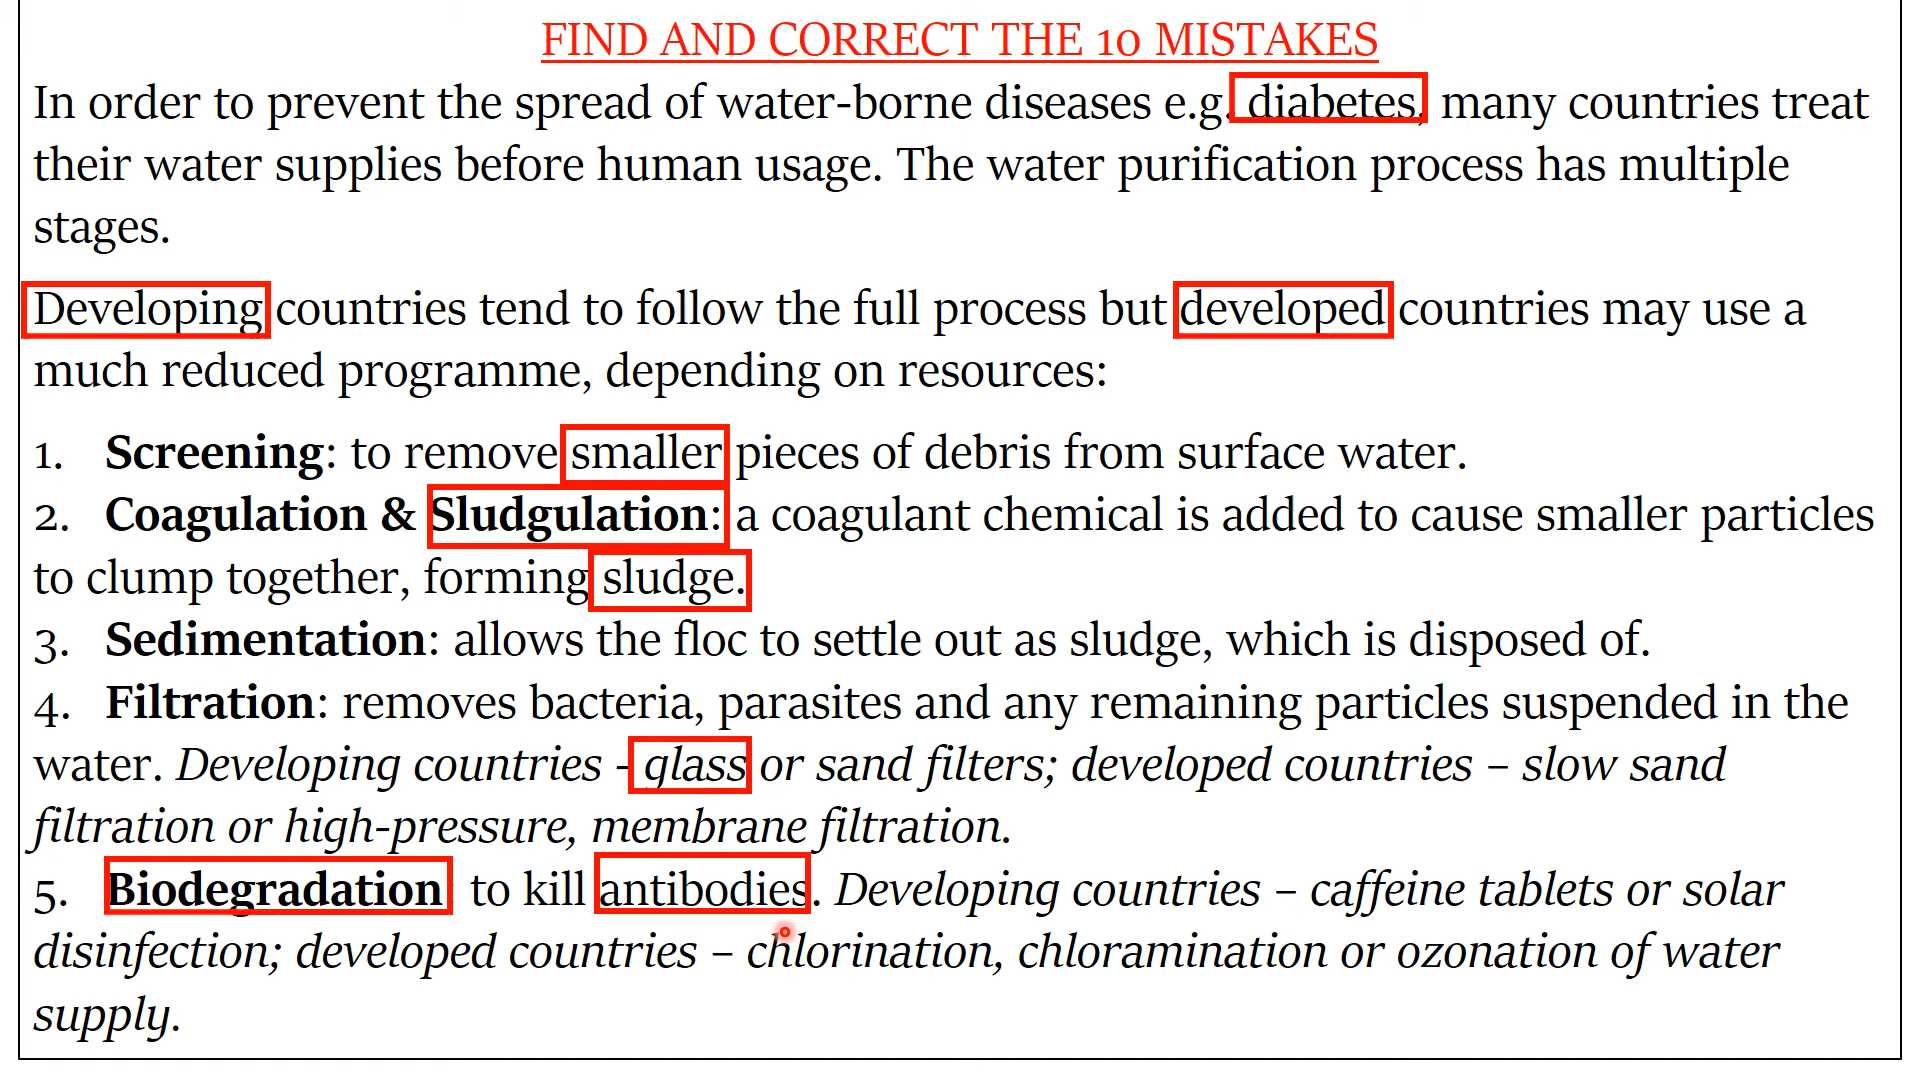 FIND AND CORRECT THE 10 MISTAKES
In order to prevent the spread of water-borne diseases e.g. diabetes, many countries treat
their water supplies before human usage. The water purification process has multiple
stages.
Developing countries tend to follow the full process but developed countries may use a
much reduced programme, depending on resources:
1. Screening: to remove smaller pieces of debris from surface water.
2. Coagulation & Sludgulation: a coagulant chemical is added to cause smaller particles
to clump together, forming sludge.
3. Sedimentation: allows the floc to settle out as sludge, which is disposed of.
4. Filtration: removes bacteria, parasites and any remaining particles suspended in the
water. Developing countries - glass or sand filters; developed countries – slow sand
filtration or high-pressure, membrane filtration.
5. Biodegradation: to kill antibodies. Developing countries – caffeine tablets or solar
disinfection; developed countries – chlorination, chloramination or ozonation of water
supply.